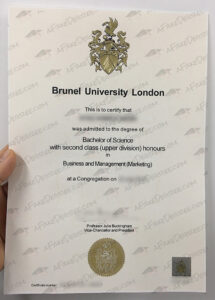 Brunel University London
This is to certify that
was admitted to the degree of
Bachelor of Science
with second class (upper division) honours
in
Business and Management (Marketing)
at a Congregation on
Professor Julia Buckingham
Vice-Chancellor and President
Certificate number
AFakeDegree.com